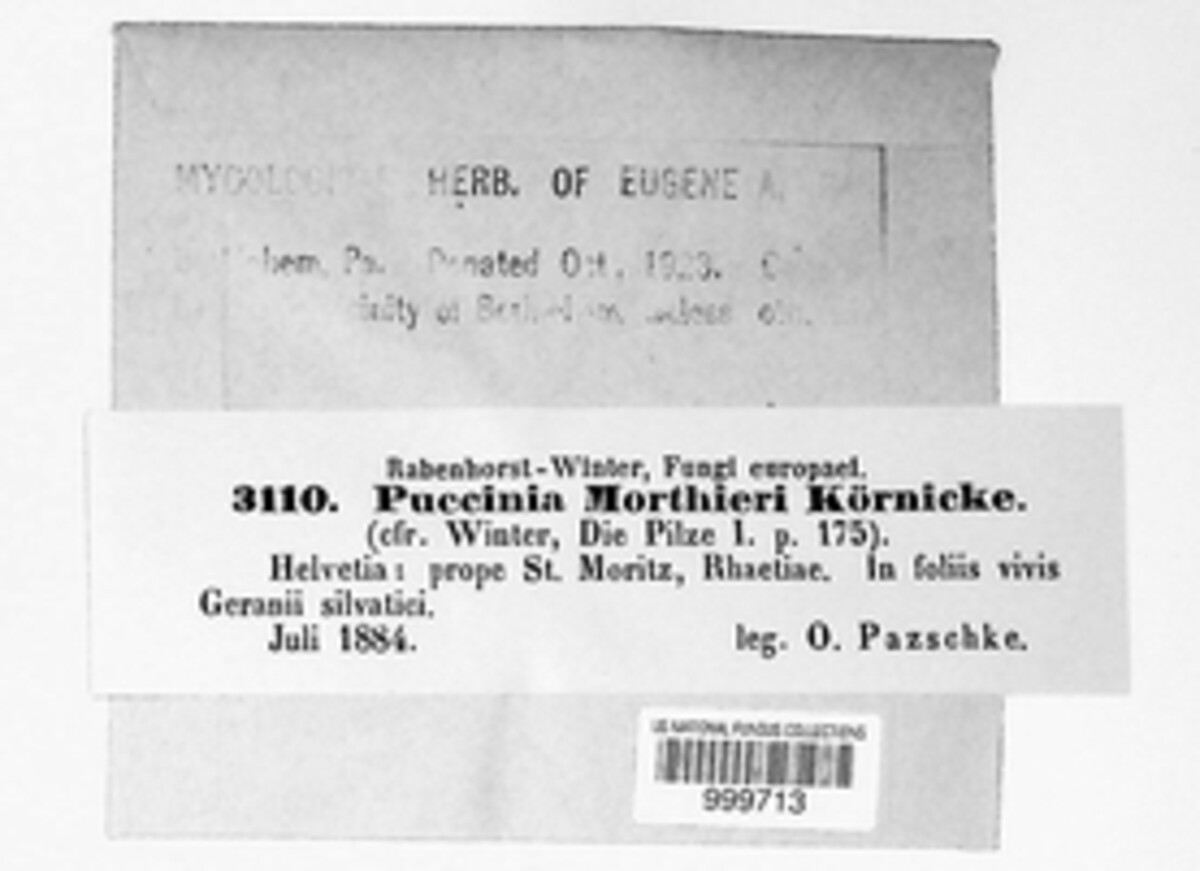 HERB. OF EUGENE A.
Pa. Donated Oct. 1923.
of
Rabenhorst-Winter, Fungi europaei.
3110. Puccinia Morthieri Körnicke.
(cfr. Winter, Die Pilze I. p. 175).
Helvetia: prope St. Moritz, Rhaetiae. In foliis vivis
Geranii silvatici.
Juli 1884. leg. O. Pazschke.
US NATIONAL FUNGUS COLLECTIONS
999713